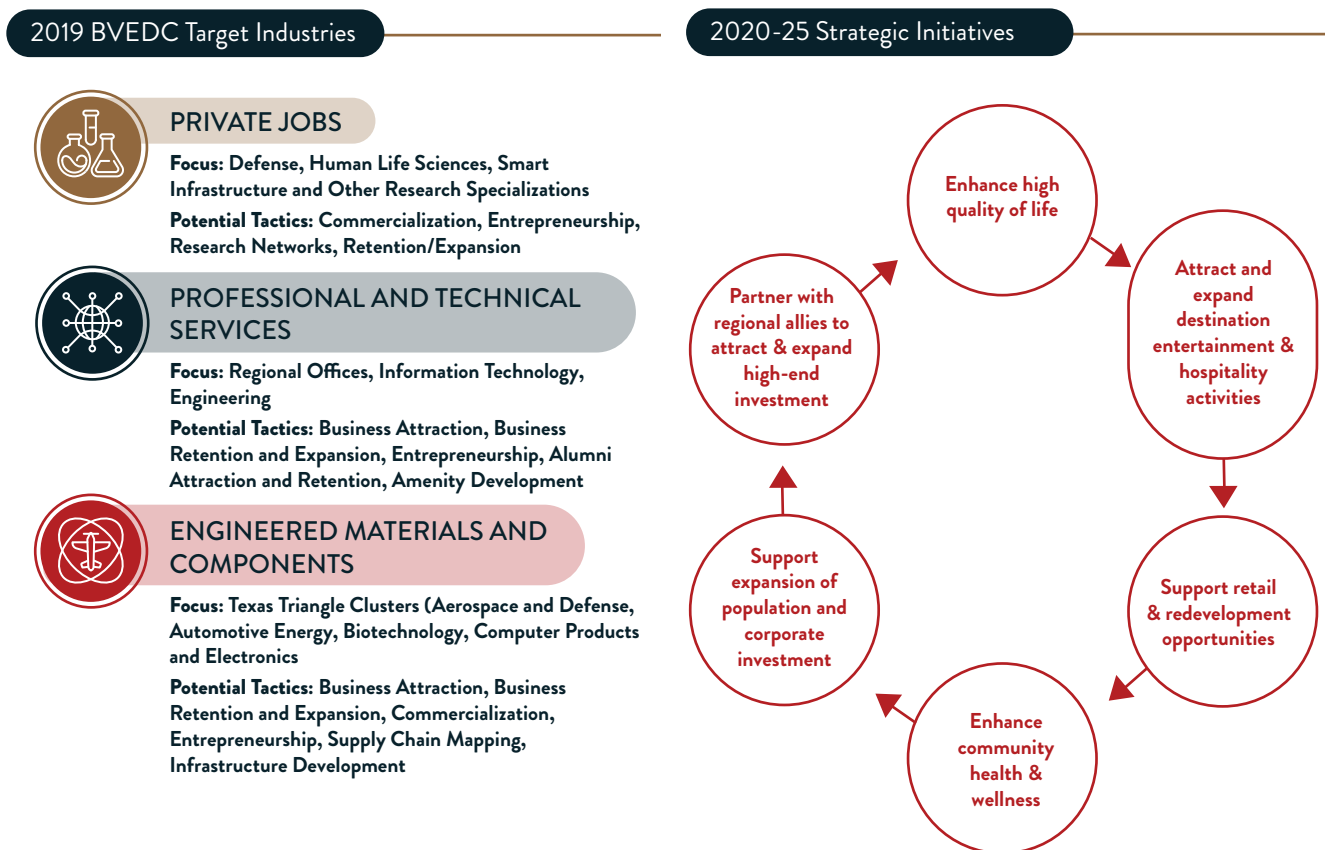 2019 BVEDC Target Industries
PRIVATE JOBS
Focus: Defense, Human Life Sciences, Smart
Infrastructure and Other Research Specializations
Potential Tactics: Commercialization, Entrepreneurship,
Research Networks, Retention/Expansion
PROFESSIONAL AND TECHNICAL
SERVICES
Focus: Regional Offices, Information Technology,
Engineering
Potential Tactics: Business Attraction, Business
Retention and Expansion, Entrepreneurship, Alumni
Attraction and Retention, Amenity Development
ENGINEERED MATERIALS AND
COMPONENTS
Focus: Texas Triangle Clusters (Aerospace and Defense,
Automotive Energy, Biotechnology, Computer Products
and Electronics
Potential Tactics: Business Attraction, Business
Retention and Expansion, Commercialization,
Entrepreneurship, Supply Chain Mapping,
Infrastructure Development
2020-25 Strategic Initiatives
Enhance high
quality of life
Attract and
expand
destination
entertainment &
hospitality
activities
Support retail
& redevelopment
opportunities
Enhance
community
health &
wellness
Support
expansion of
population and
corporate
investment
Partner with
regional allies to
attract & expand
high-end
investment